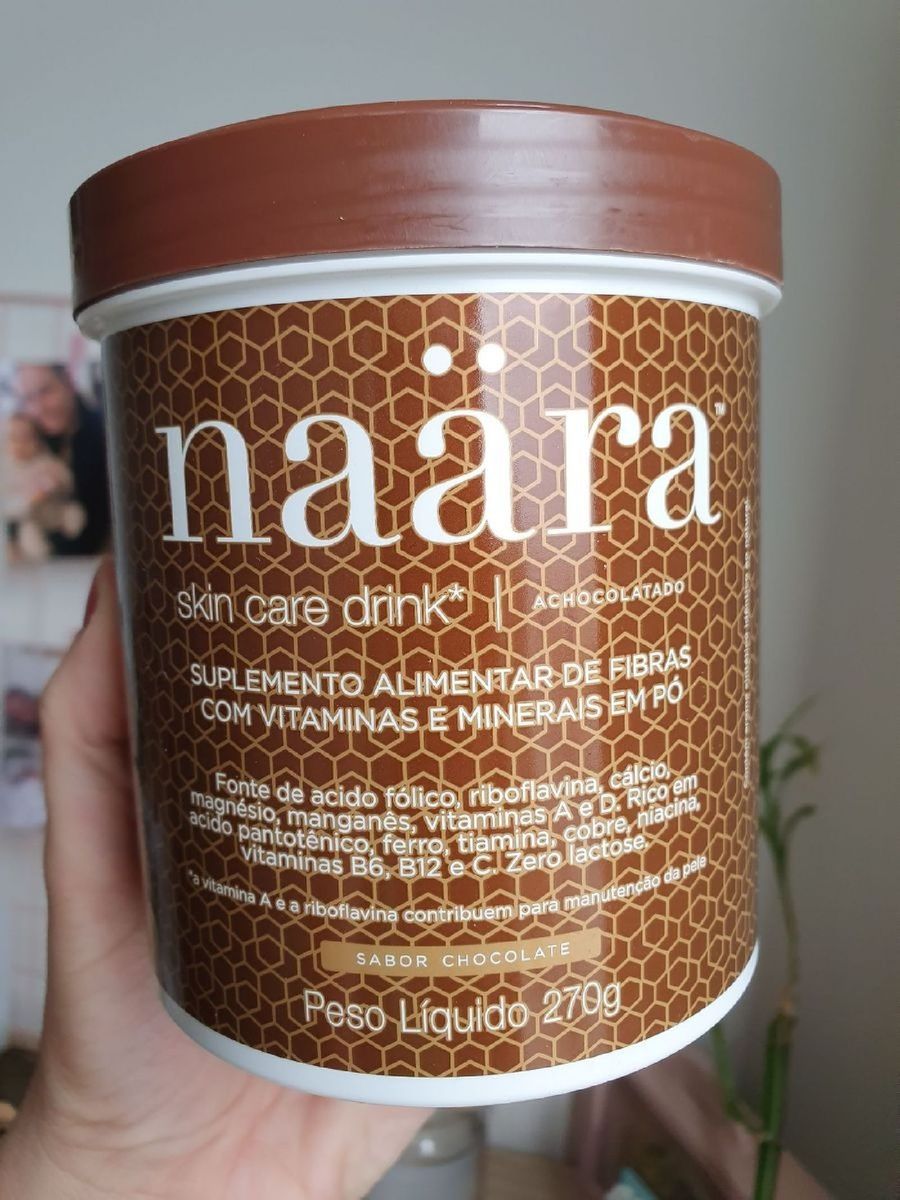 naära™
skin care drink* | ACHOCOLATADO
SUPLEMENTO ALIMENTAR DE FIBRAS
COM VITAMINAS E MINERAIS EM PÓ
Fonte de acido fólico, riboflavina, cálcio,
magnésio, manganês, vitaminas A e D. Rico em
acido pantotênico, ferro, tiamina, cobre, niacina,
vitaminas B6, B12 e C. Zero lactose.
*a vitamina A e a riboflavina contribuem para manutenção da pele
SABOR CHOCOLATE
Peso Líquido 270g